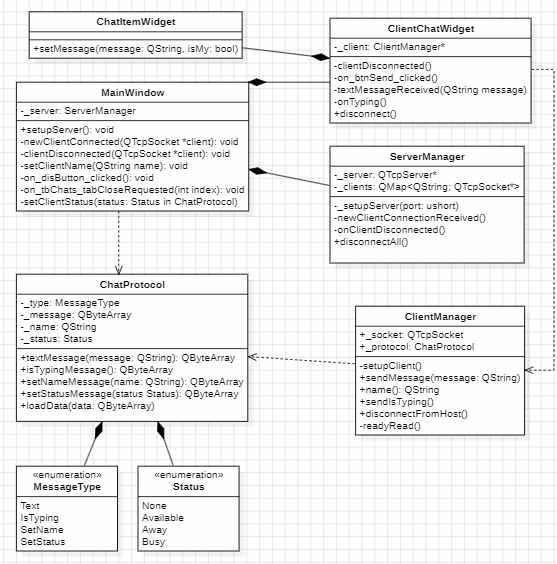 ChatItemWidget
+setMessage(message: QString, isMy: bool)
ClientChatWidget
-_client: ClientManager*
-clientDisconnected()
-on_btnSend_clicked()
-textMessageReceived(QString message)
-onTyping()
+disconnect()
MainWindow
-_server: ServerManager
+setupServer(): void
-newClientConnected(QTcpSocket *client): void
-clientDisconnected(QTcpSocket *client): void
-setClientName(QString name): void
-on_disButton_clicked(): void
-on_tbChats_tabCloseRequested(int index): void
-setClientStatus(status: Status in ChatProtocol)
ServerManager
-_server: QTcpServer*
-_clients: QMap<QString; QTcpSocket*>
-_setupServer(port: ushort)
-newClientConnectionReceived()
-onClientDisconnected()
+disconnectAll()
ChatProtocol
-_type: MessageType
-_message: QByteArray
-_name: QString
-_status: Status
+textMessage(message: QString): QByteArray
+isTypingMessage(): QByteArray
+setNameMessage(name: QString): QByteArray
+setStatusMessage(status Status): QByteArray
+loadData(data: QByteArray)
ClientManager
+_socket: QTcpSocket
+_protocol: ChatProtocol
-setupClient()
+sendMessage(message: QString)
+name(): QString
+sendIsTyping()
+disconnectFromHost()
-readyRead()
«enumeration»
MessageType
Text
IsTyping
SetName
SetStatus
«enumeration»
Status
None
Available
Away
Busy